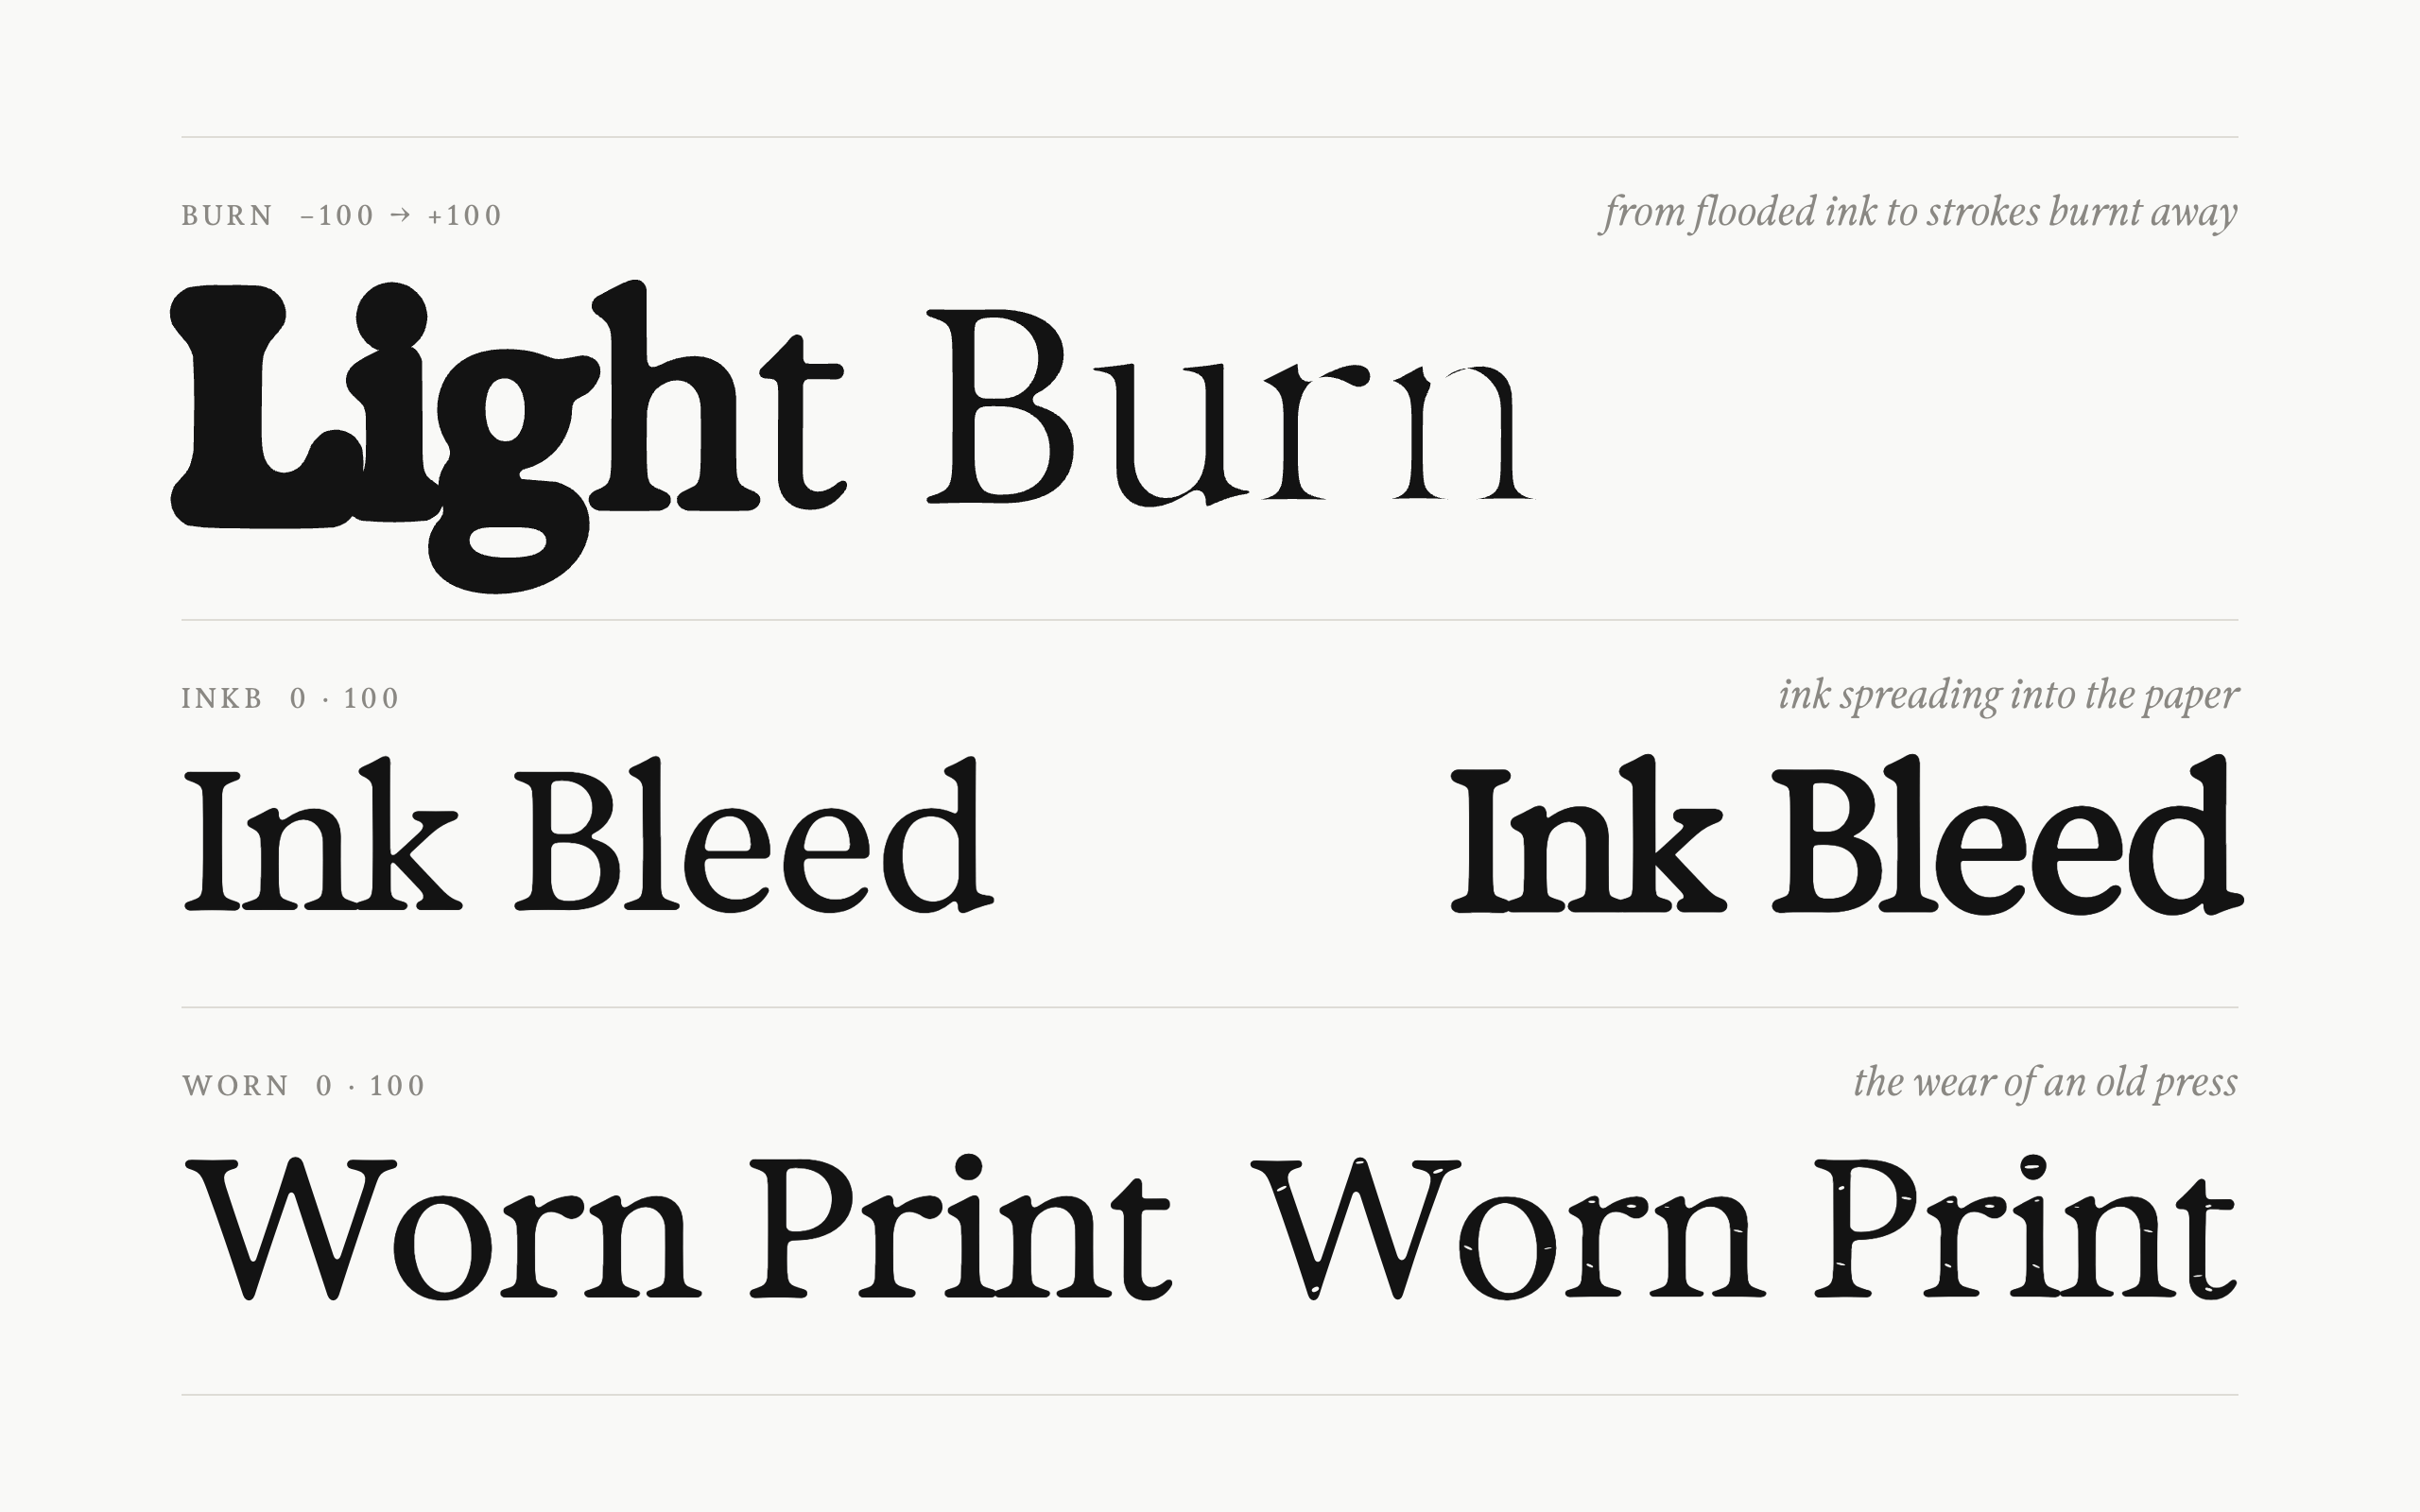 BURN –100 → +100
from flooded ink to strokes burnt away
Light Burn
INKB 0 · 100
ink spreading into the paper
Ink Bleed Ink Bleed
WORN 0 · 100
the wear of an old press
Worn Print Worn Print